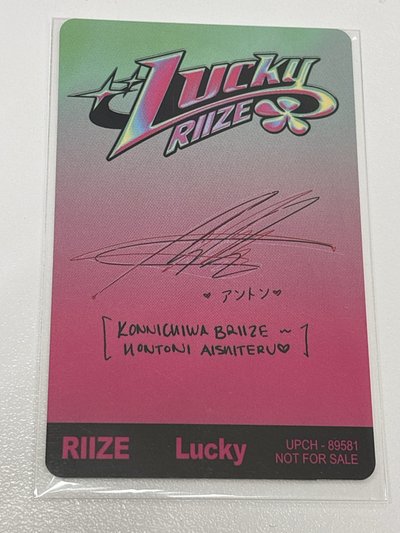 Lucky
RIIZE
♥ アントン ♥
[ KONNICHIWA BRIIZE ~
HONTONI AISHITERU♡ ]
RIIZE Lucky UPCH - 89581
NOT FOR SALE